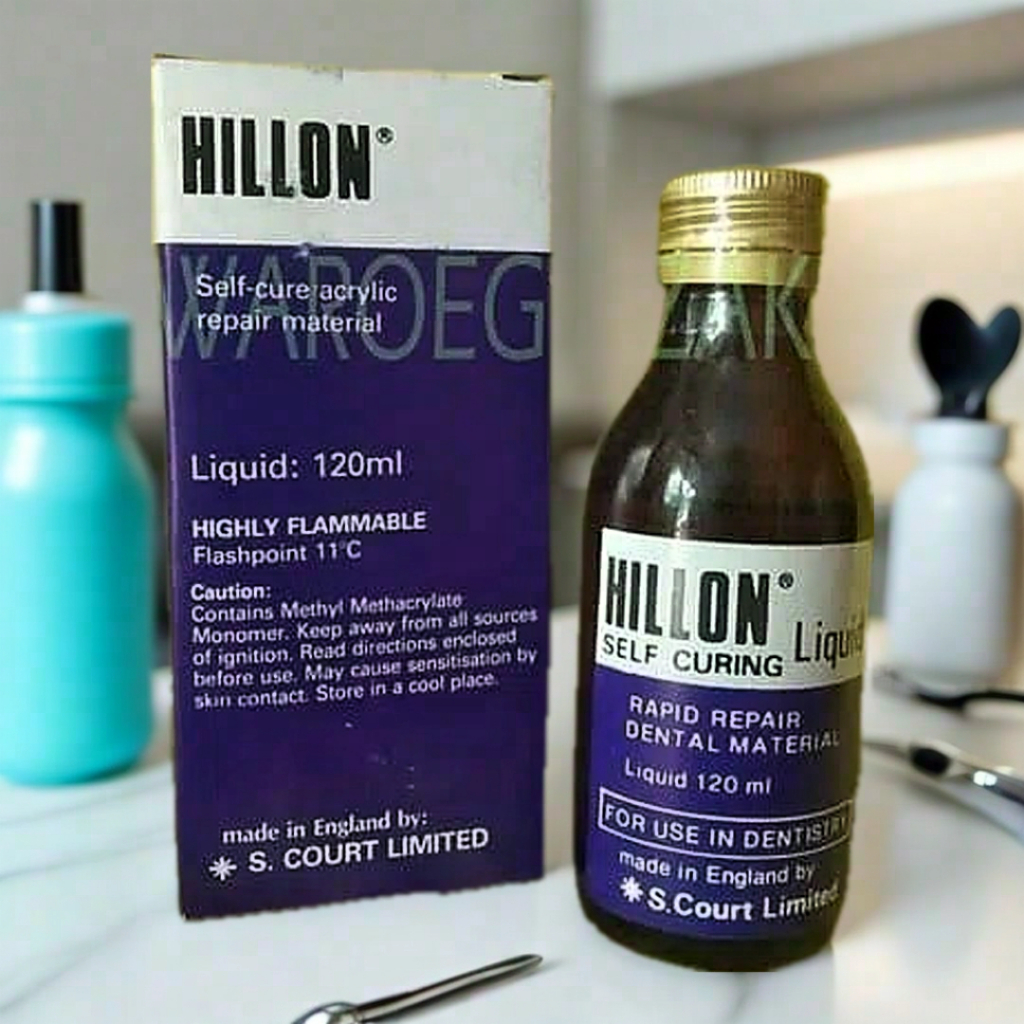 HILLON®
Self-cure acrylic
repair material
Liquid: 120ml
HIGHLY FLAMMABLE
Flashpoint 11°C
Caution:
Contains Methyl Methacrylate
Monomer. Keep away from all sources
of ignition. Read directions enclosed
before use. May cause sensitisation by
skin contact. Store in a cool place.
made in England by:
S. COURT LIMITED
WAROEG
HILLON®
SELF CURING
Liquid
RAPID REPAIR
DENTAL MATERIAL
Liquid 120 ml
FOR USE IN DENTISTRY
made in England by
S.Court Limited